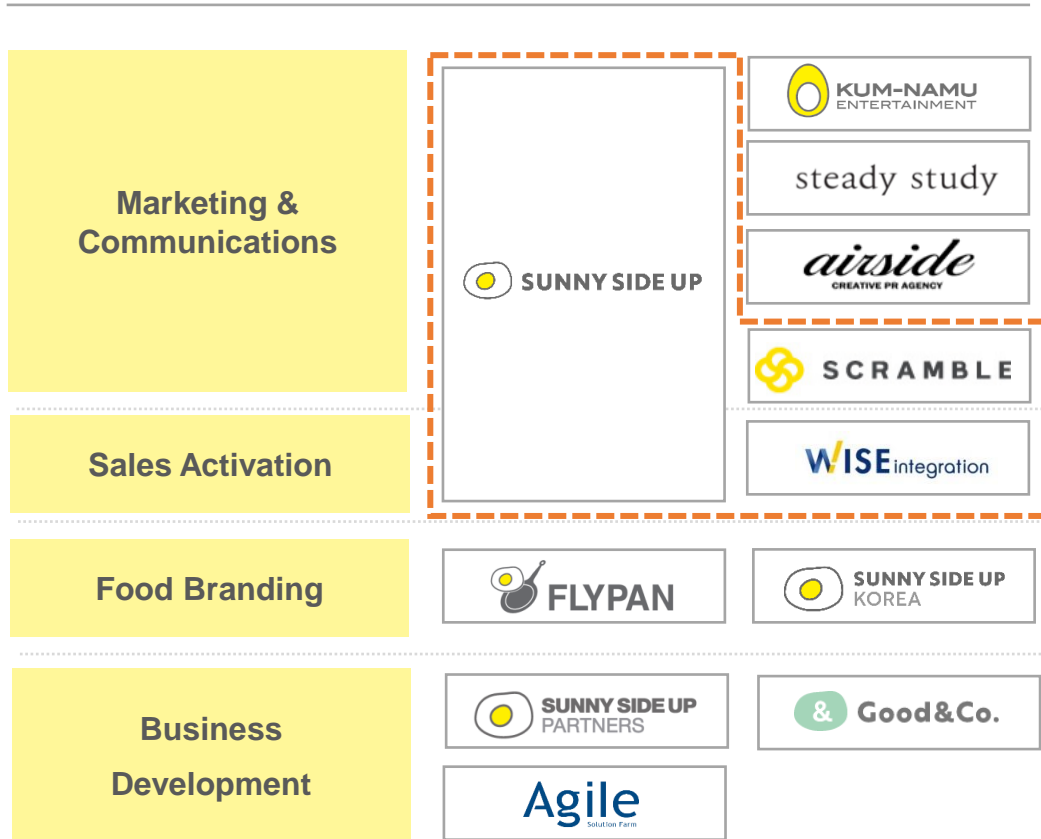 Marketing &
Communications
SUNNY SIDE UP
KUM-NAMU
ENTERTAINMENT
steady study
airside
CREATIVE PR AGENCY
SCRAMBLE
Sales Activation
W!SE integration
Food Branding
FLYPAN
SUNNY SIDE UP
KOREA
Business
Development
SUNNY SIDE UP
PARTNERS
& Good&Co.
Agile
Solution Farm